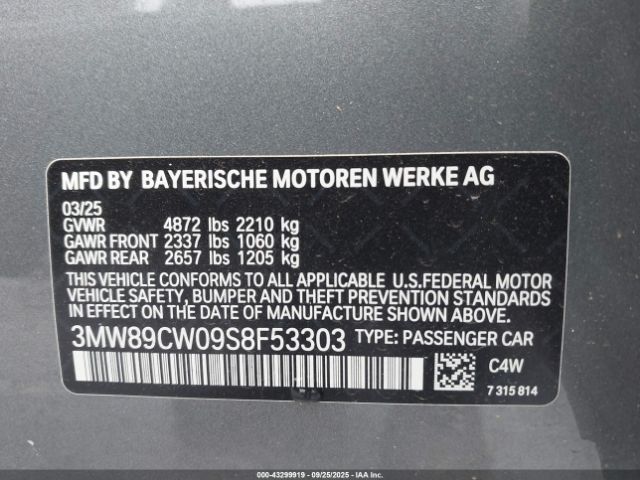 MFD BY BAYERISCHE MOTOREN WERKE AG
03/25
GVWR 4872 lbs 2210 kg
GAWR FRONT 2337 lbs 1060 kg
GAWR REAR 2657 lbs 1205 kg
THIS VEHICLE CONFORMS TO ALL APPLICABLE U.S.FEDERAL MOTOR
VEHICLE SAFETY, BUMPER, AND THEFT PREVENTION STANDARDS
IN EFFECT ON THE DATE OF MANUFACTURE SHOWN ABOVE.
3MW89CW09S8F53303 TYPE: PASSENGER CAR
C4W
7 315 814
000-43299919 - 09/25/2025 - © IAA Inc.